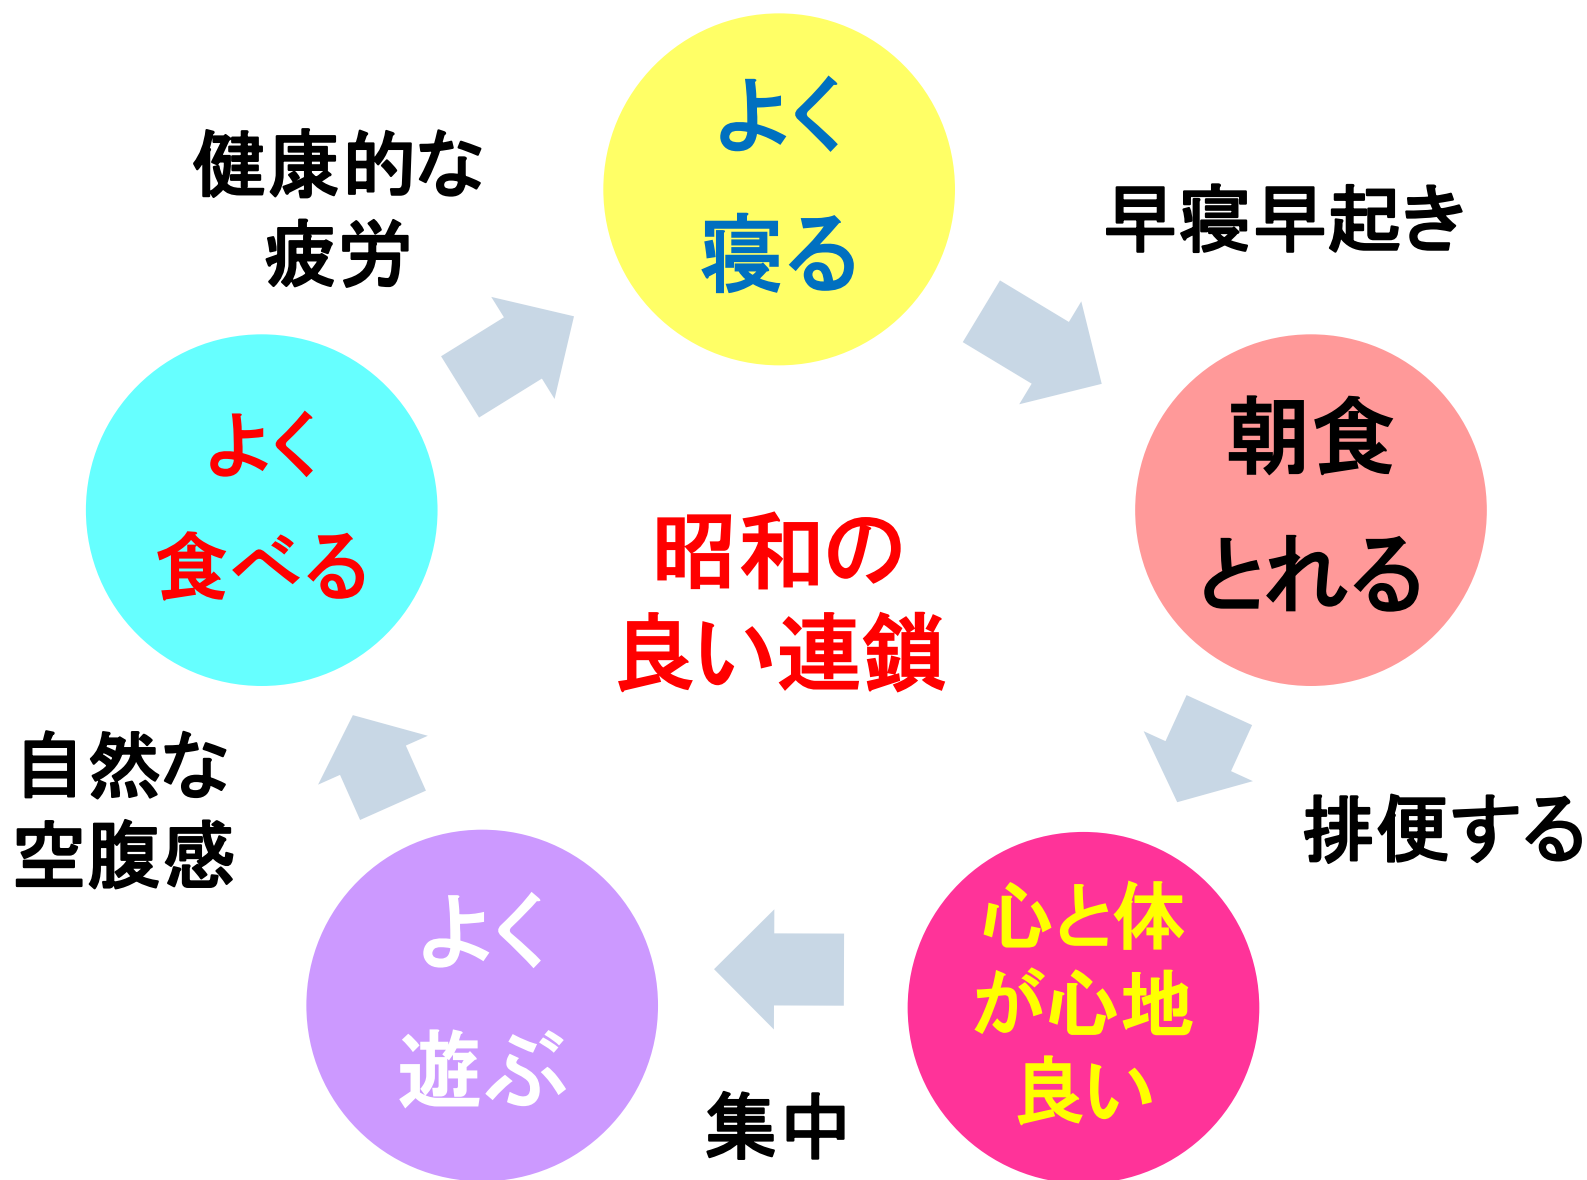 よく
寝る
早寝早起き
朝食
とれる
排便する
心と体
が心地
良い
集中
よく
遊ぶ
自然な
空腹感
よく
食べる
健康的な
疲労
昭和の
良い連鎖